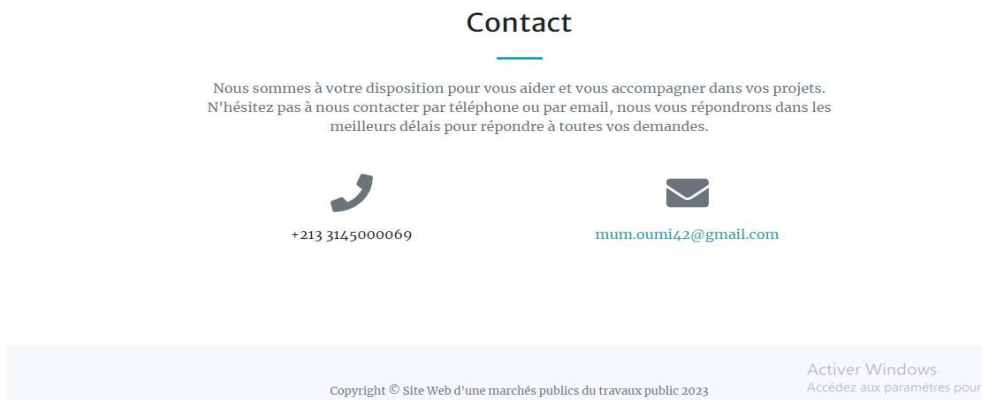 Contact
Nous sommes à votre disposition pour vous aider et vous accompagner dans vos projets.
N'hésitez pas à nous contacter par téléphone ou par email, nous vous répondrons dans les
meilleurs délais pour répondre à toutes vos demandes.
+213 3145000069
mum.oumi42@gmail.com
Activer Windows
Accédez aux paramètres pour
Copyright © Site Web d'une marchés publics du travaux public 2023